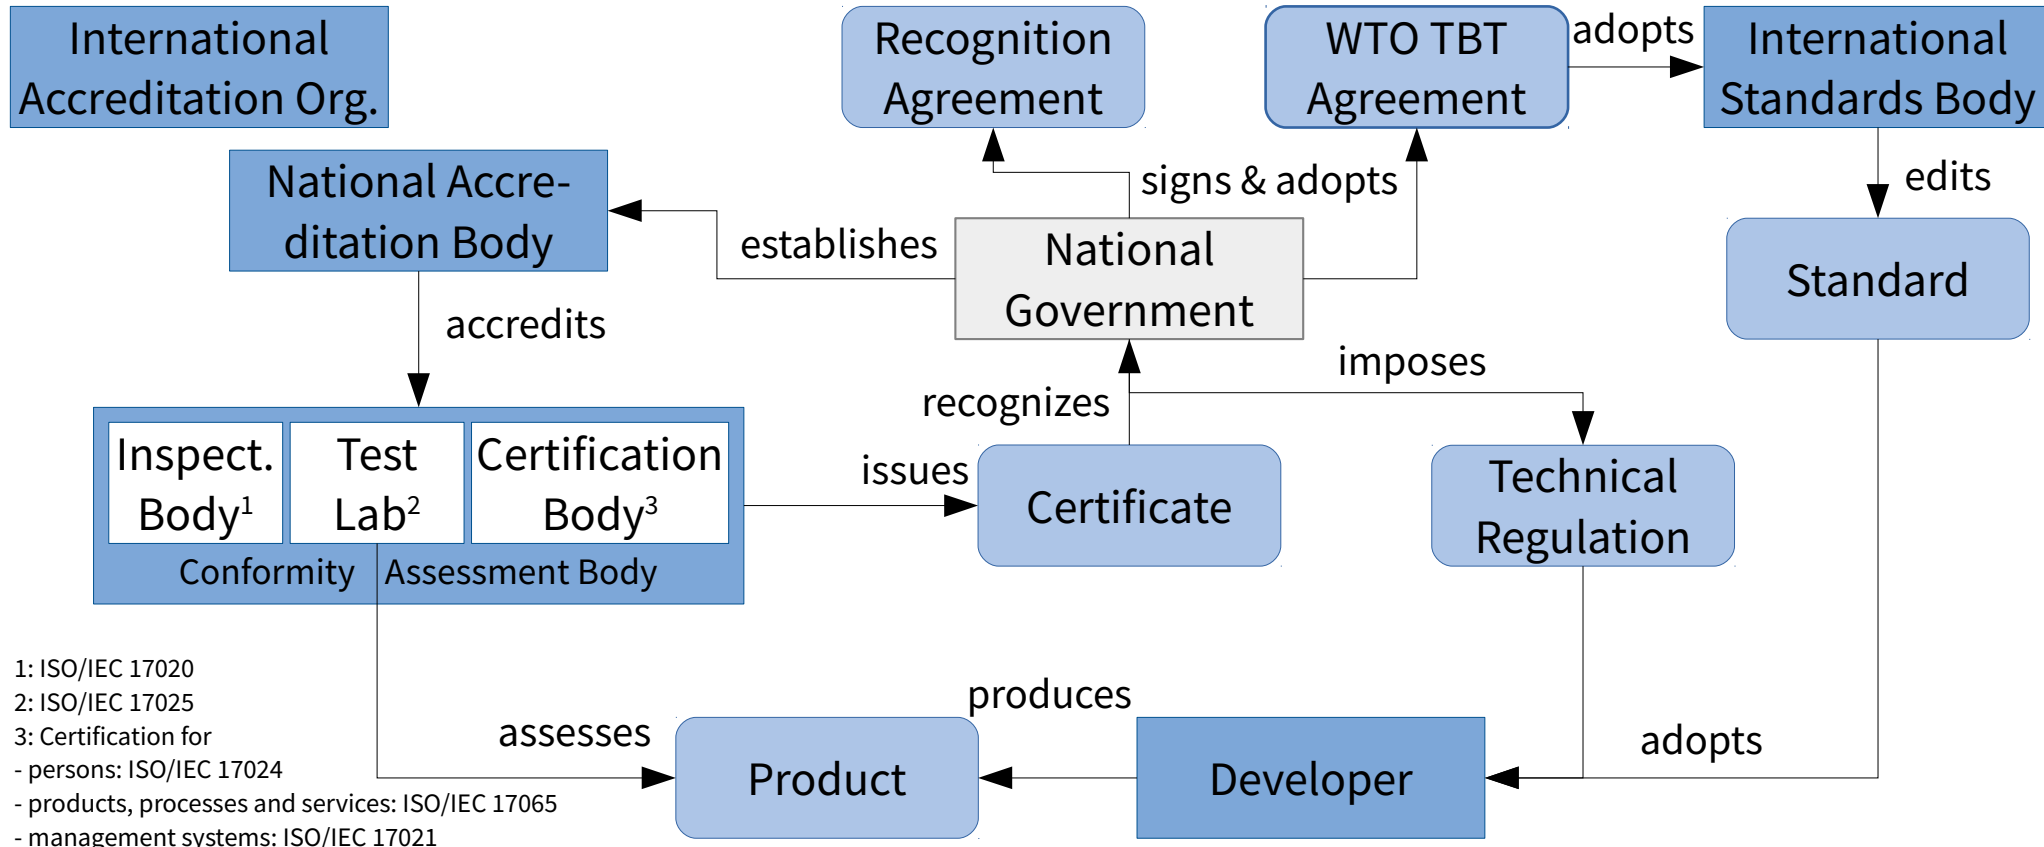 International
Accreditation Org.
Recognition
Agreement
WTO TBT
Agreement
adopts
International
Standards Body
National Accre-
ditation Body
signs & adopts
edits
establishes
National
Government
Standard
accredits
imposes
recognizes
Inspect.
Body¹
Test
Lab²
Certification
Body³
Conformity Assessment Body
issues
Certificate
Technical
Regulation
1: ISO/IEC 17020
2: ISO/IEC 17025
3: Certification for
- persons: ISO/IEC 17024
- products, processes and services: ISO/IEC 17065
- management systems: ISO/IEC 17021
assesses
Product
produces
Developer
adopts